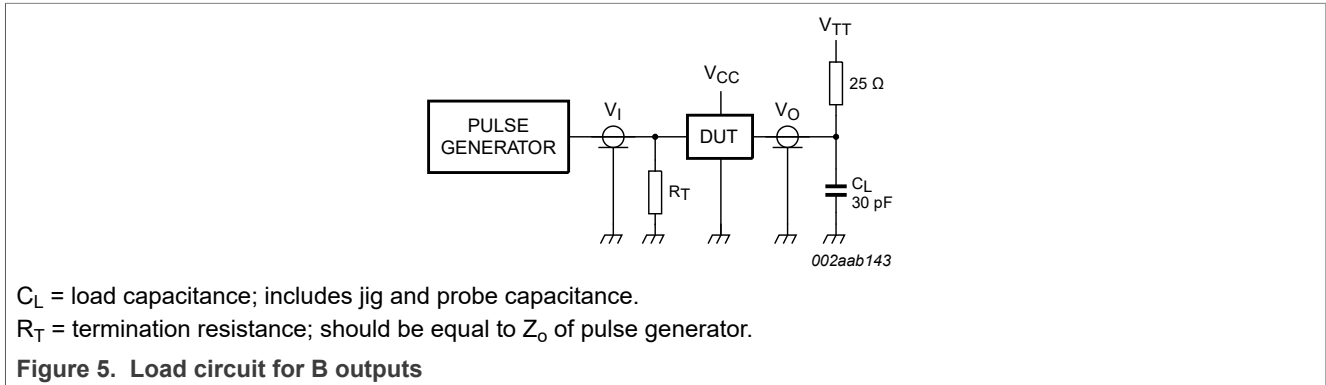 V_TT
25 Ω
V_CC
V_I
V_O
PULSE
GENERATOR
DUT
R_T
C_L
30 pF
002aab143
C_L = load capacitance; includes jig and probe capacitance.
R_T = termination resistance; should be equal to Z_o of pulse generator.
Figure 5. Load circuit for B outputs